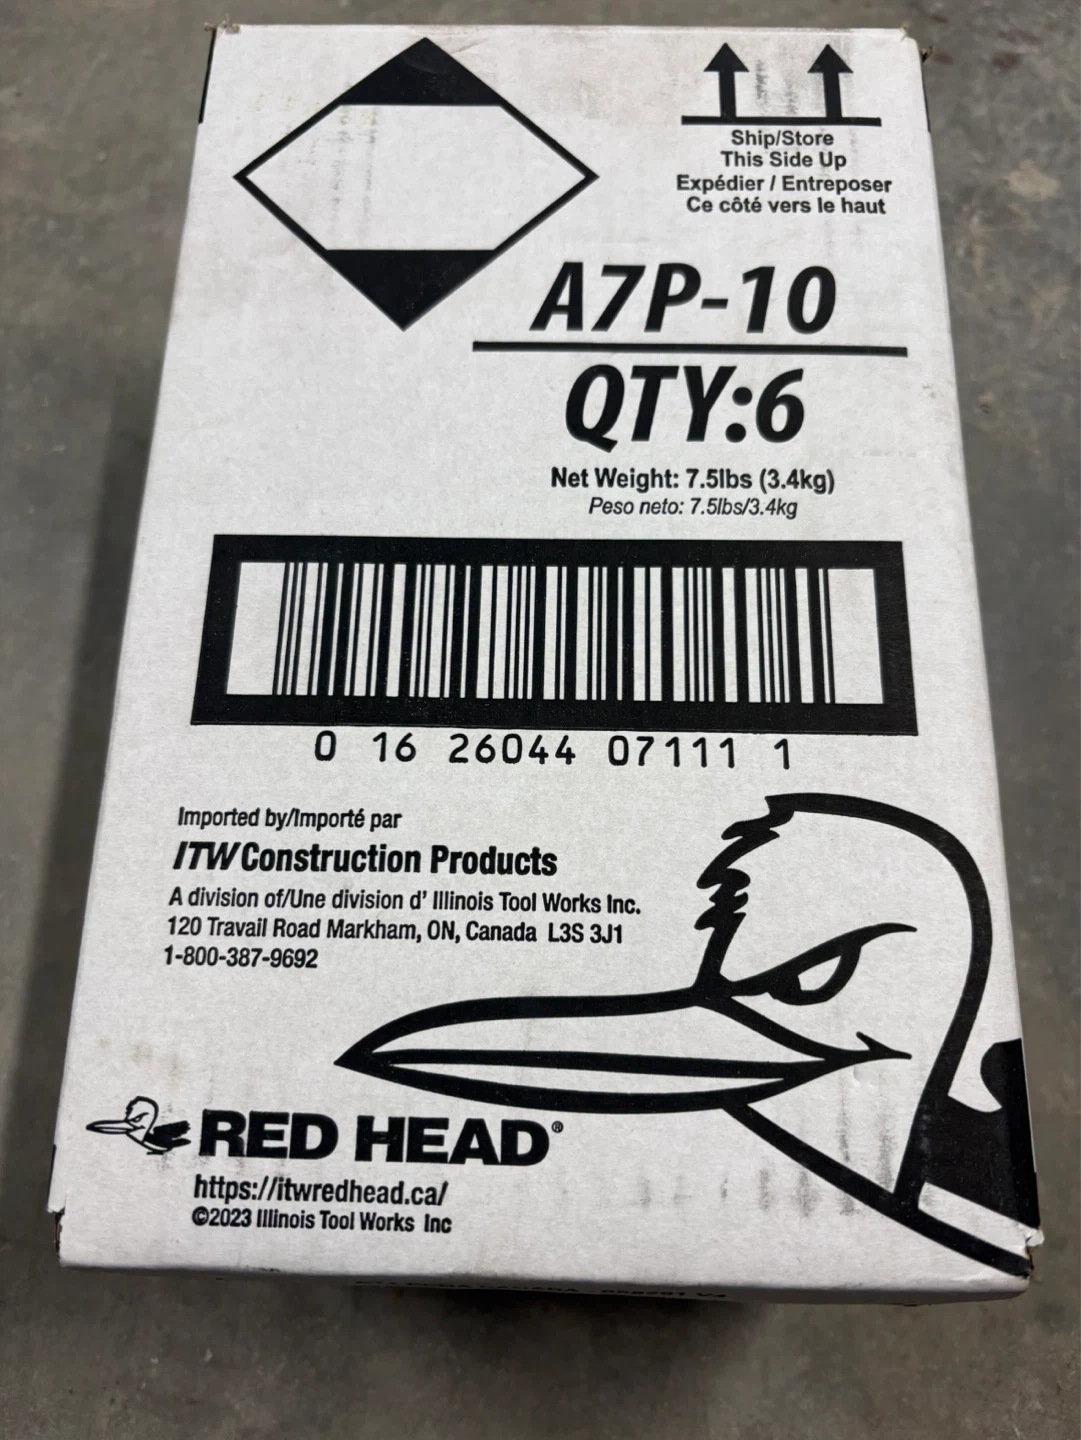 Ship/Store
This Side Up
Expédier / Entreposer
Ce côté vers le haut
A7P-10
QTY:6
Net Weight: 7.5lbs (3.4kg)
Peso neto: 7.5lbs/3.4kg
0 16 26044 07111 1
Imported by/Importé par
ITW Construction Products
A division of/Une division d' Illinois Tool Works Inc.
120 Travail Road Markham, ON, Canada L3S 3J1
1-800-387-9692
RED HEAD®
https://itwredhead.ca/
©2023 Illinois Tool Works Inc